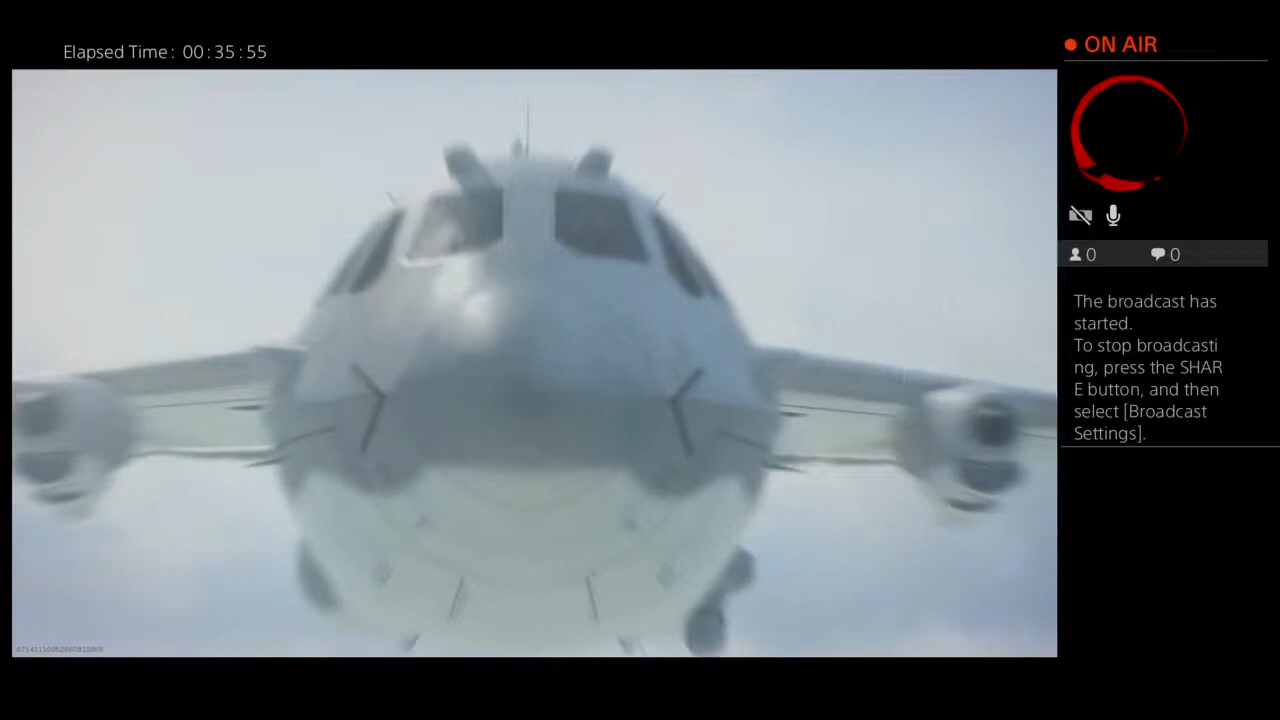 Elapsed Time: 00:35:55
ON AIR
0 0
The broadcast has
started.
To stop broadcasti
ng, press the SHAR
E button, and then
select [Broadcast
Settings].